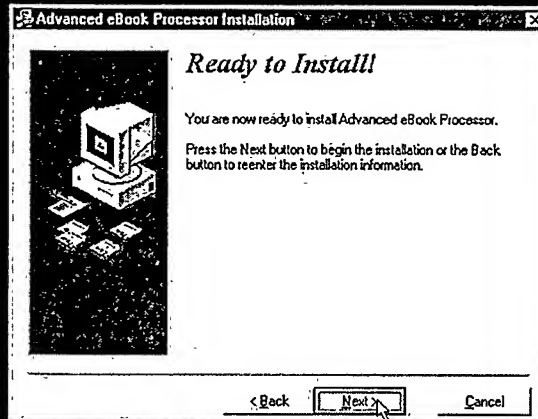 Advanced eBook Processor Installation
Ready to Install!
You are now ready to install Advanced eBook Processor.
Press the Next button to begin the installation or the Back
button to reenter the installation information.
< Back
Next >
Cancel